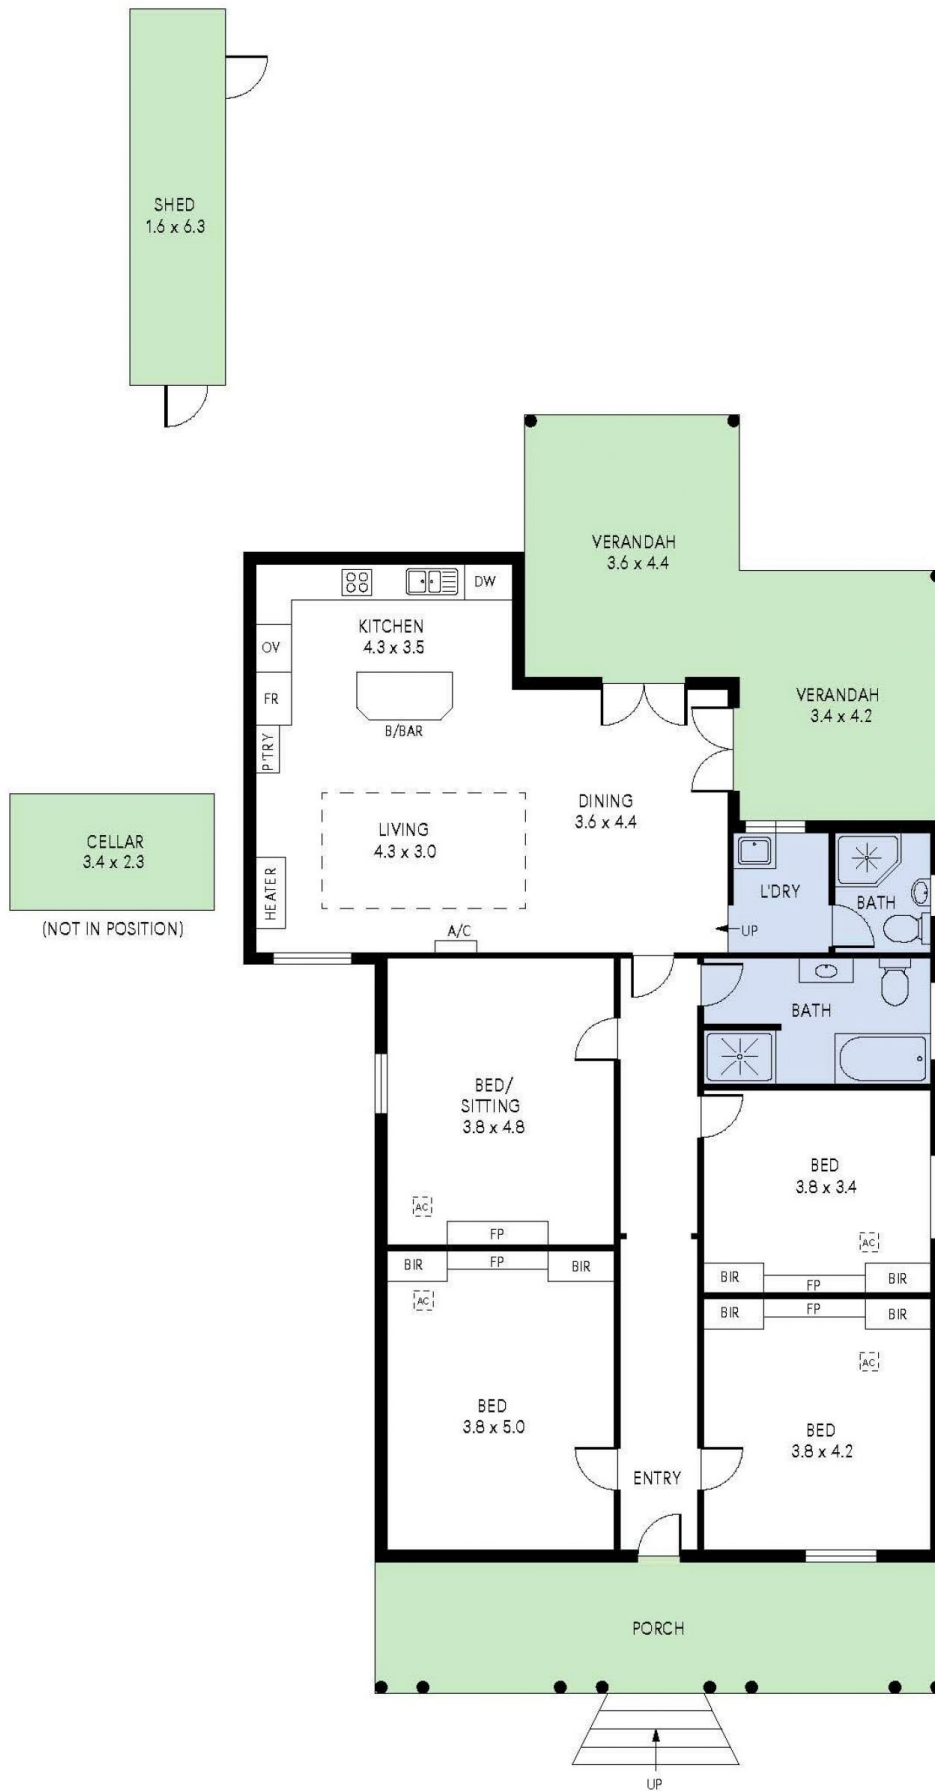 SHED
1.6 x 6.3
VERANDAH
3.6 x 4.4
DW
KITCHEN
4.3 x 3.5
OV
FR
B/BAR
P'TRY
VERANDAH
3.4 x 4.2
DINING
3.6 x 4.4
LIVING
4.3 x 3.0
CELLAR
3.4 x 2.3
(NOT IN POSITION)
HEATER
A/C
L'DRY
BATH
UP
BATH
BED/
SITTING
3.8 x 4.8
BED
3.8 x 3.4
AC
FP
AC
BIR
FP
BIR
BIR
FP
BIR
AC
BIR
FP
BIR
AC
BED
3.8 x 5.0
BED
3.8 x 4.2
ENTRY
PORCH
UP